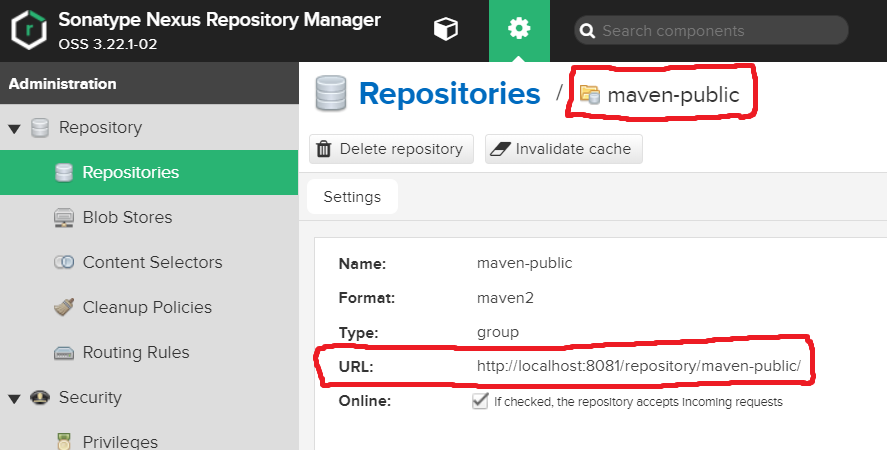 Sonatype Nexus Repository Manager
OSS 3.22.1-02
Search components
Administration
Repositories / maven-public
Repository
Delete repository
Invalidate cache
Repositories
Settings
Blob Stores
Content Selectors
Cleanup Policies
Routing Rules
Security
Privileges
Name: maven-public
Format: maven2
Type: group
URL: http://localhost:8081/repository/maven-public/
Online: If checked, the repository accepts incoming requests